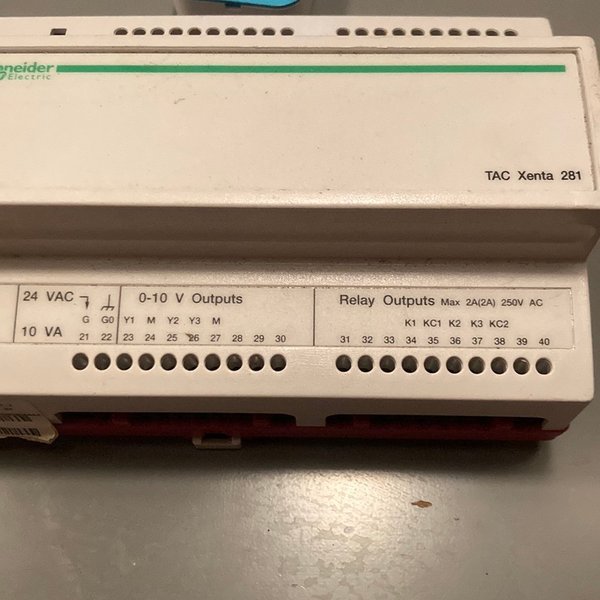 neider
Electric
TAC Xenta 281
24 VAC G G0
10 VA 21 22
0-10 V Outputs
Y1 M Y2 Y3 M
23 24 25 26 27 28 29 30
Relay Outputs Max 2A(2A) 250V AC
K1 KC1 K2 K3 KC2
31 32 33 34 35 36 37 38 39 40